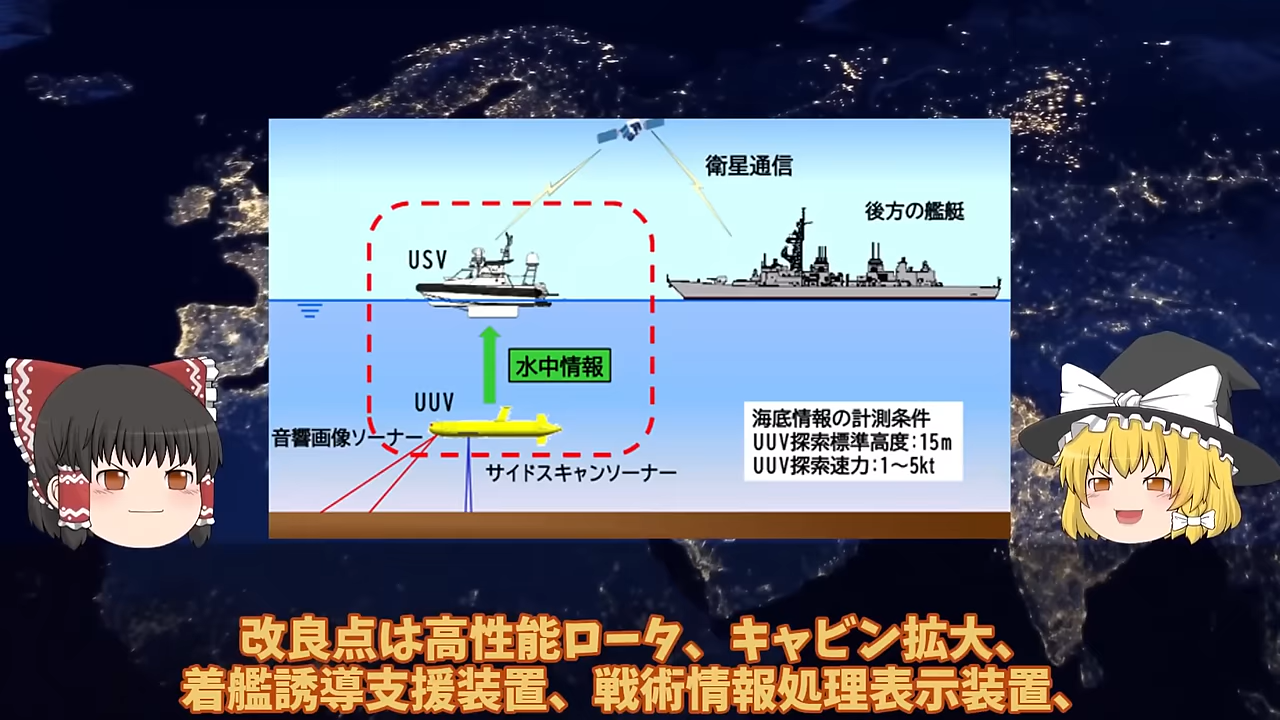 衛星通信
後方の艦艇
USV
水中情報
UUV
音響画像ソーナー
サイドスキャンソーナー
海底情報の計測条件
UUV探索標準高度:15m
UUV探索速力:1~5kt
改良点は高性能ロータ、キャビン拡大、
着艦誘導支援装置、戦術情報処理表示装置、